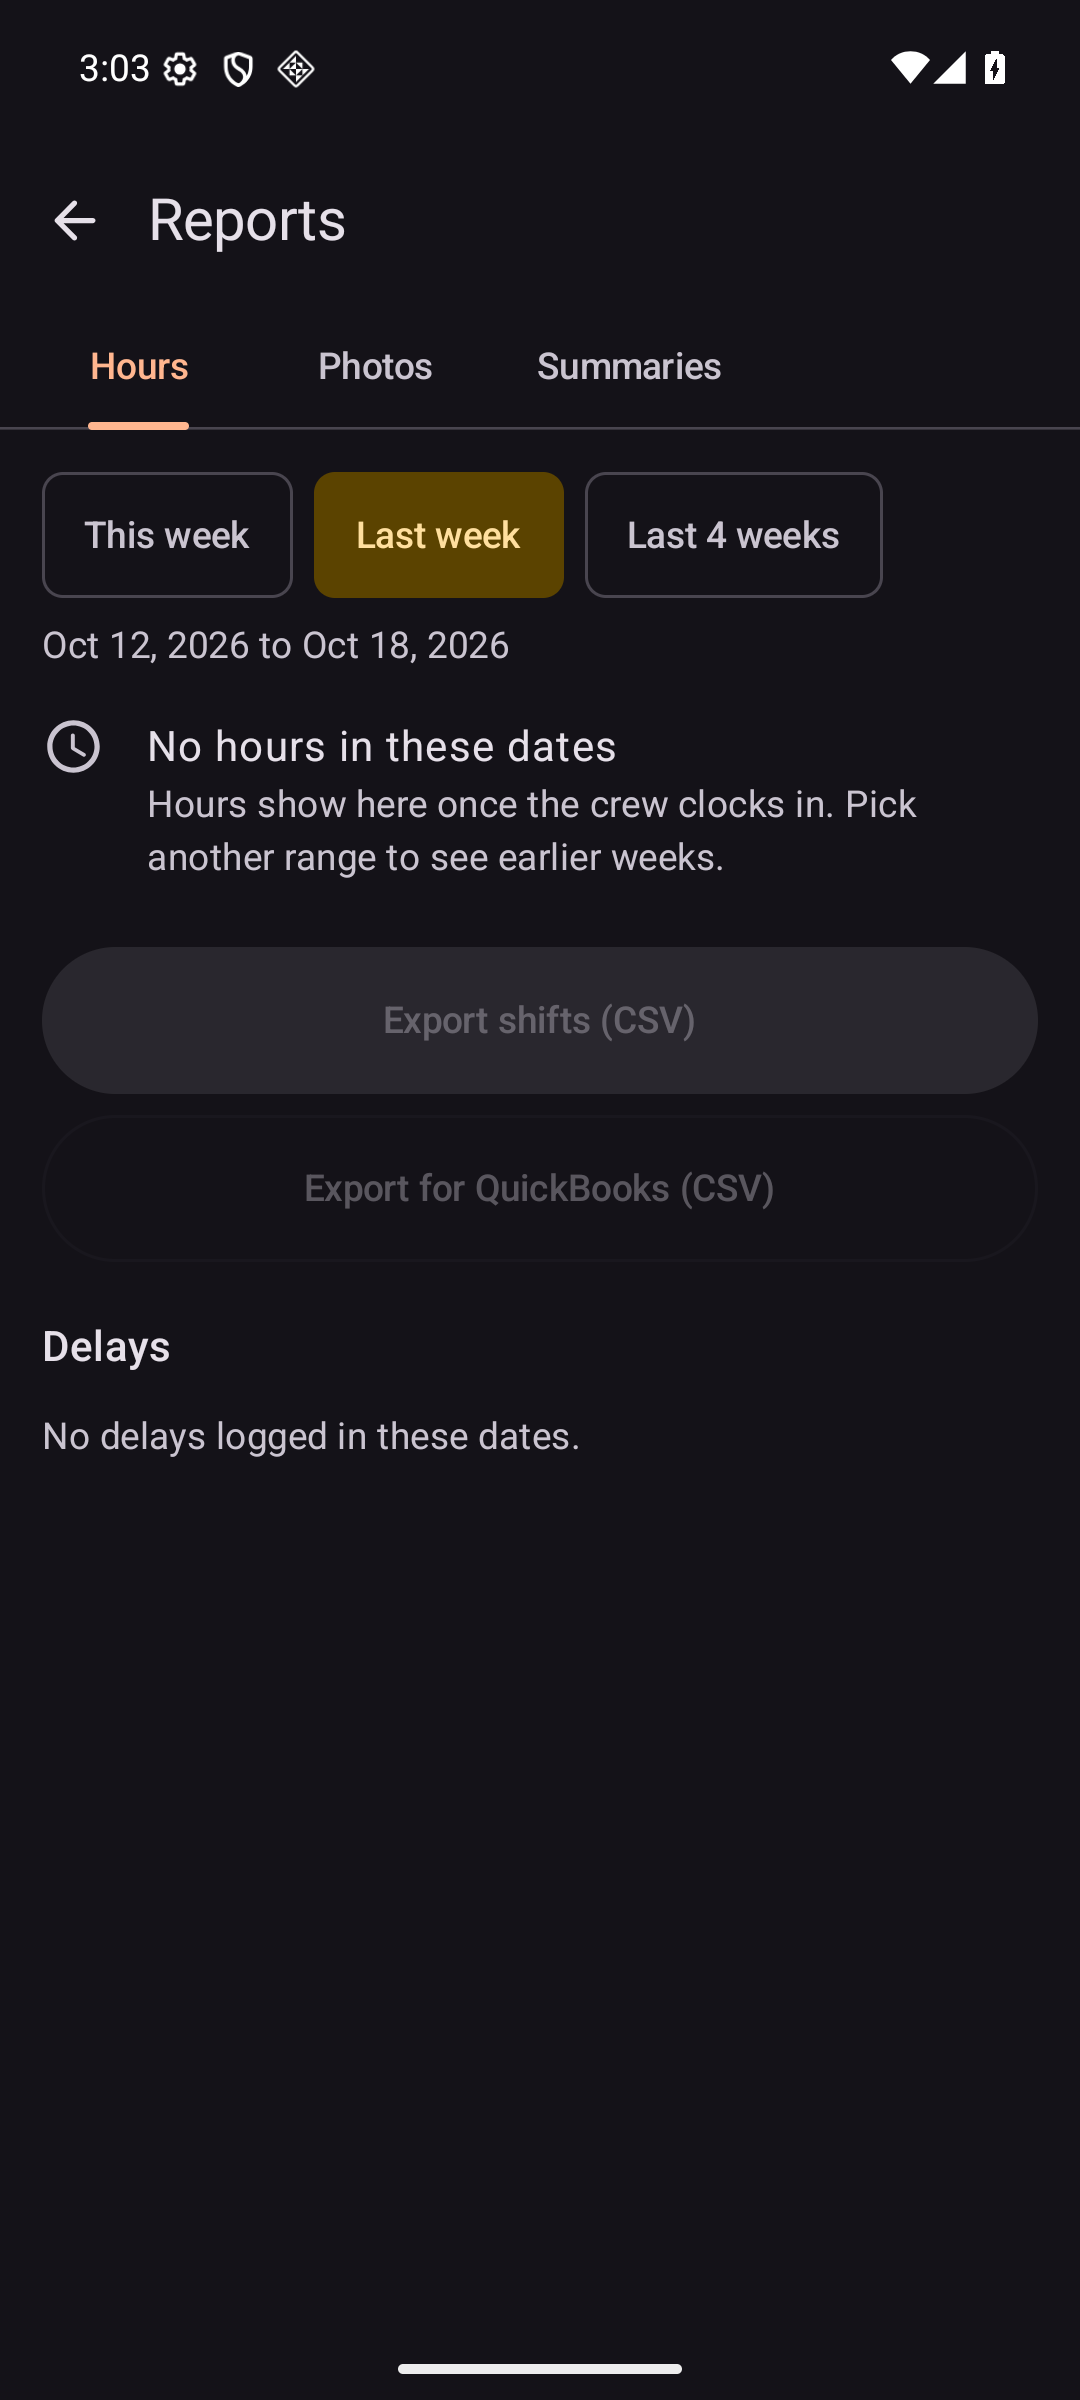 3:03
Reports
Hours
Photos
Summaries
This week
Last week
Last 4 weeks
Oct 12, 2026 to Oct 18, 2026
No hours in these dates
Hours show here once the crew clocks in. Pick
another range to see earlier weeks.
Export shifts (CSV)
Export for QuickBooks (CSV)
Delays
No delays logged in these dates.